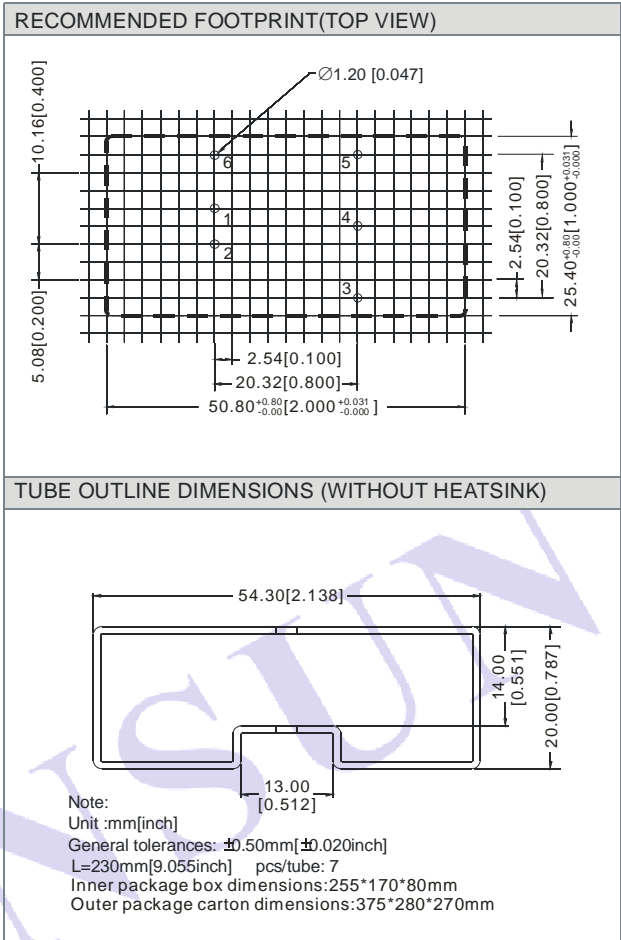 RECOMMENDED FOOTPRINT(TOP VIEW)
Ø1.20 [0.047]
10.16[0.400]
5.08[0.200]
6
5
1
4
2
3
2.54[0.100]
20.32[0.800]
25.40+0.80-0.00[1.000+0.031-0.000]
2.54[0.100]
20.32[0.800]
50.80+0.80-0.00[2.000+0.031-0.000 ]
TUBE OUTLINE DIMENSIONS (WITHOUT HEATSINK)
54.30[2.138]
14.00
[0.551]
20.00[0.787]
13.00
[0.512]
Note:
Unit :mm[inch]
General tolerances: ±0.50mm[±0.020inch]
L=230mm[9.055inch] pcs/tube: 7
Inner package box dimensions:255*170*80mm
Outer package carton dimensions:375*280*270mm
NSUN